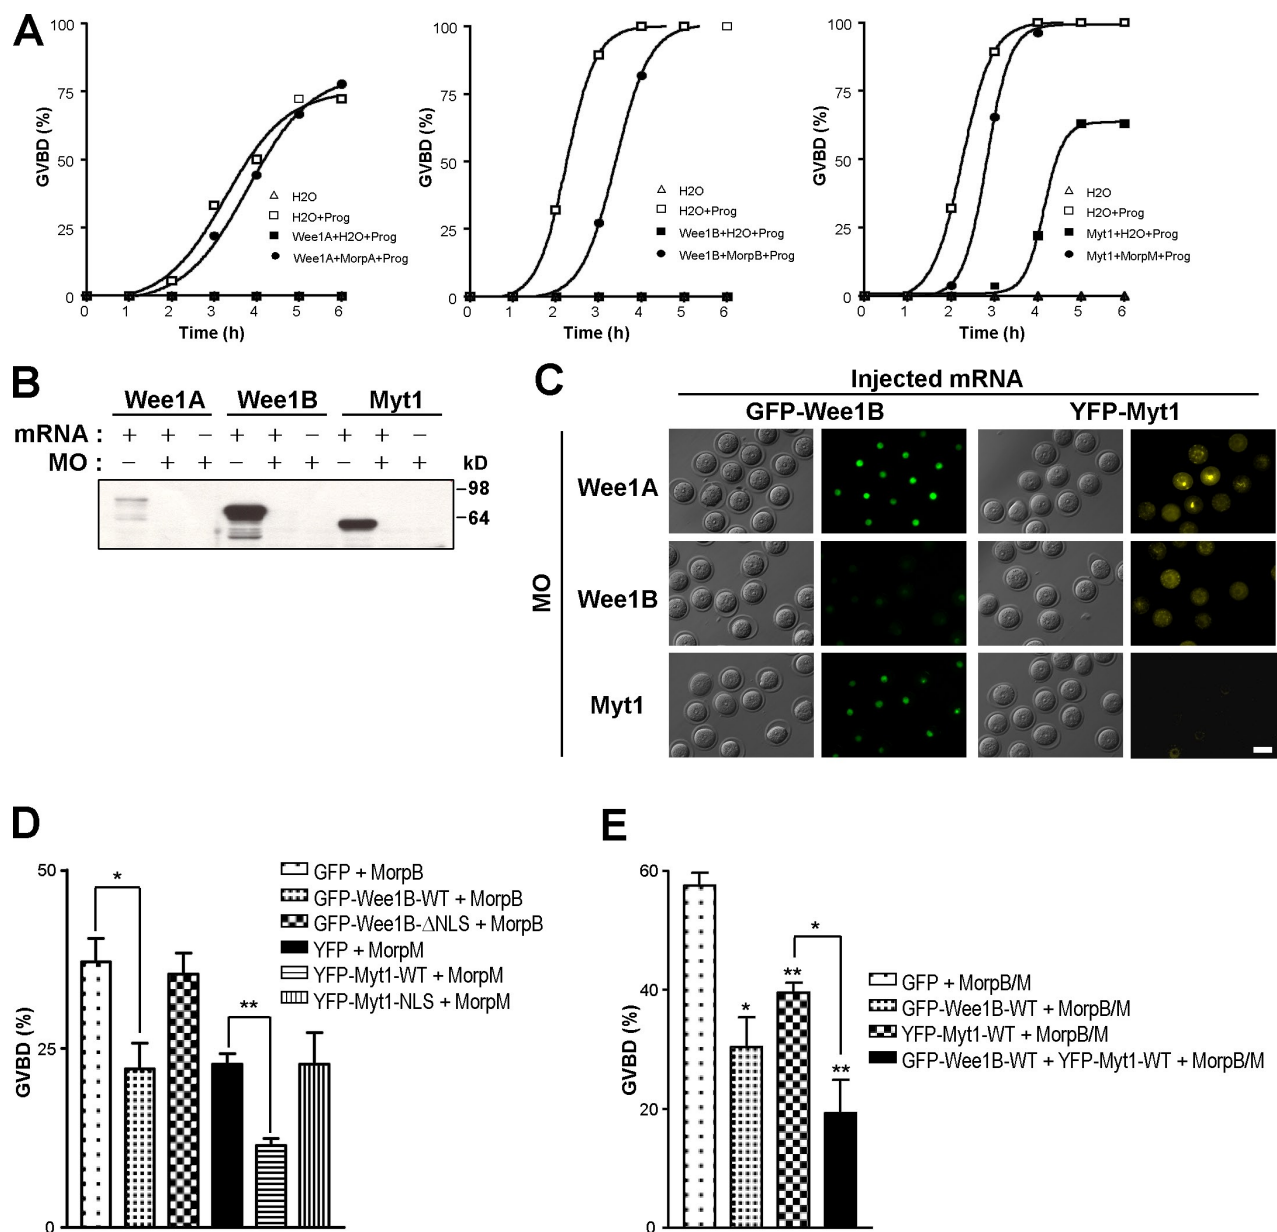 A
100
75
50
25
0
GVBD (%)
H2O
H2O+Prog
Wee1A+H2O+Prog
Wee1A+MorpA+Prog
0 1 2 3 4 5 6
Time (h)
100
75
50
25
0
GVBD (%)
H2O
H2O+Prog
Wee1B+H2O+Prog
Wee1B+MorpB+Prog
0 1 2 3 4 5 6
Time (h)
100
75
50
25
0
GVBD (%)
H2O
H2O+Prog
Myt1+H2O+Prog
Myt1+MorpM+Prog
0 1 2 3 4 5 6
Time (h)
B
Wee1A Wee1B Myt1
mRNA : + + − + + − + + −
MO : − + + − + + − + + kD
−98
−64
C
Injected mRNA
GFP-Wee1B YFP-Myt1
MO
Wee1A
Wee1B
Myt1
D
50
25
0
GVBD (%)
*
**
GFP + MorpB
GFP-Wee1B-WT + MorpB
GFP-Wee1B-ΔNLS + MorpB
YFP + MorpM
YFP-Myt1-WT + MorpM
YFP-Myt1-NLS + MorpM
E
60
40
20
0
GVBD (%)
*
**
*
**
GFP + MorpB/M
GFP-Wee1B-WT + MorpB/M
YFP-Myt1-WT + MorpB/M
GFP-Wee1B-WT + YFP-Myt1-WT + MorpB/M